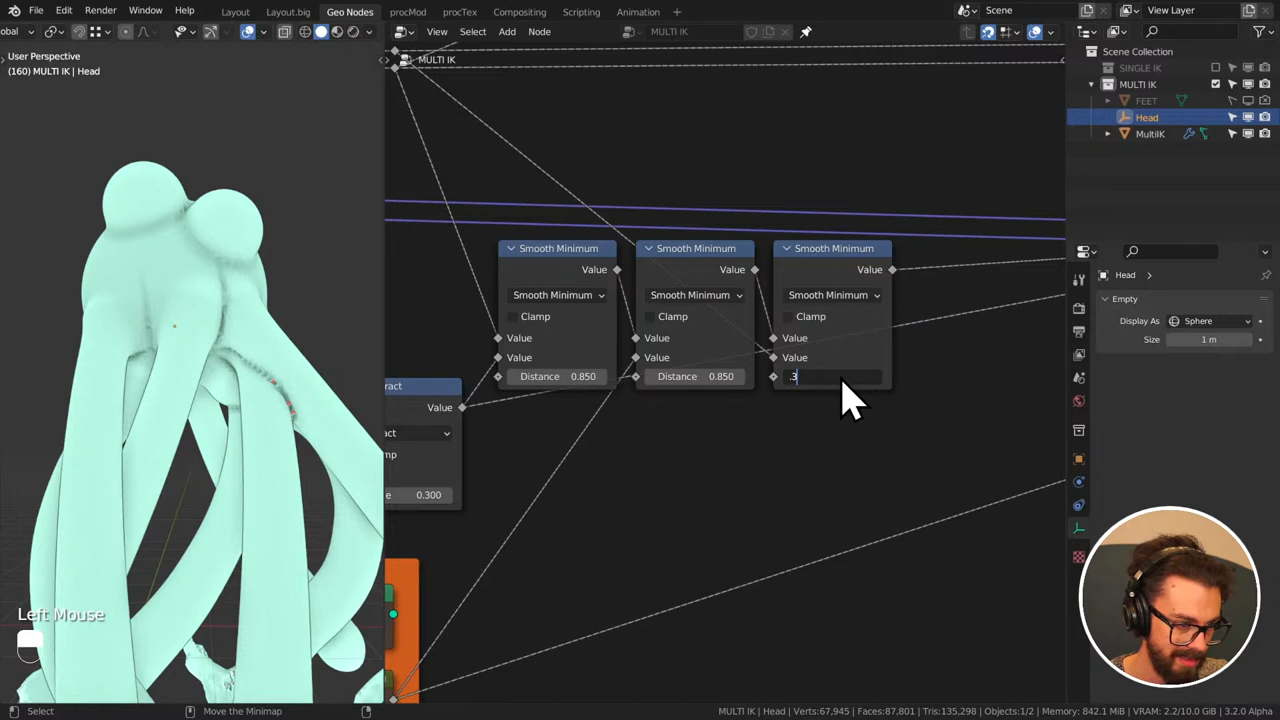 File Edit Render Window Help Layout Layout.big Geo Nodes procMod procTex Compositing Scripting Animation + Scene View Layer
obal View Select Add Node MULTI IK
User Perspective
(160) MULTI IK | Head
MULTI IK
Scene Collection
SINGLE IK
MULTI IK
FEET
Head
MultiIK
Smooth Minimum Smooth Minimum Smooth Minimum
Value Value Value
Smooth Minimum Smooth Minimum Smooth Minimum
Clamp Clamp Clamp
Value Value Value
Value Value Value
Distance 0.850 Distance 0.850 .3
Head
Empty
Display As Sphere
Size 1 m
ract
Value
act
mp
e 0.300
Left Mouse
Select Move the Minimap MULTI IK | Head | Verts:67,945 | Faces:87,801 | Tris:135,298 | Objects:1/2 | Memory: 842.1 MiB | VRAM: 2.2/10.0 GiB | 3.2.0 Alpha